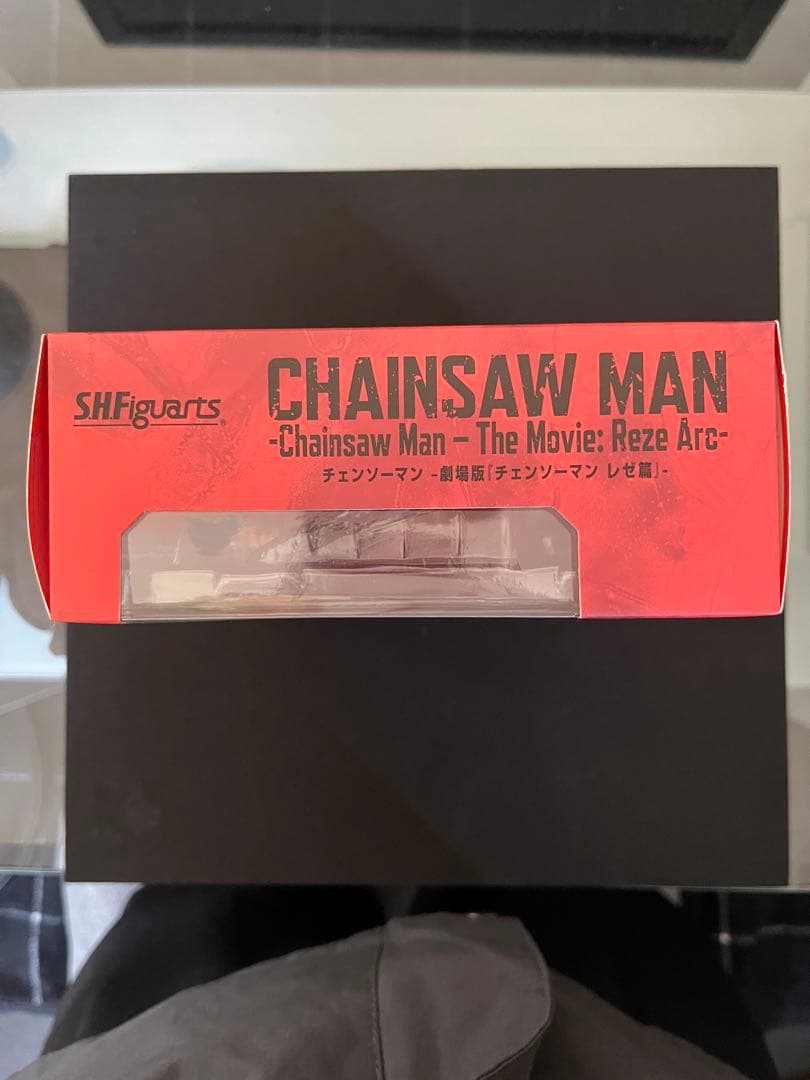 S.H.Figuarts®
CHAINSAW MAN
-Chainsaw Man – The Movie: Reze Arc-
チェンソーマン -劇場版『チェンソーマン レゼ篇』-